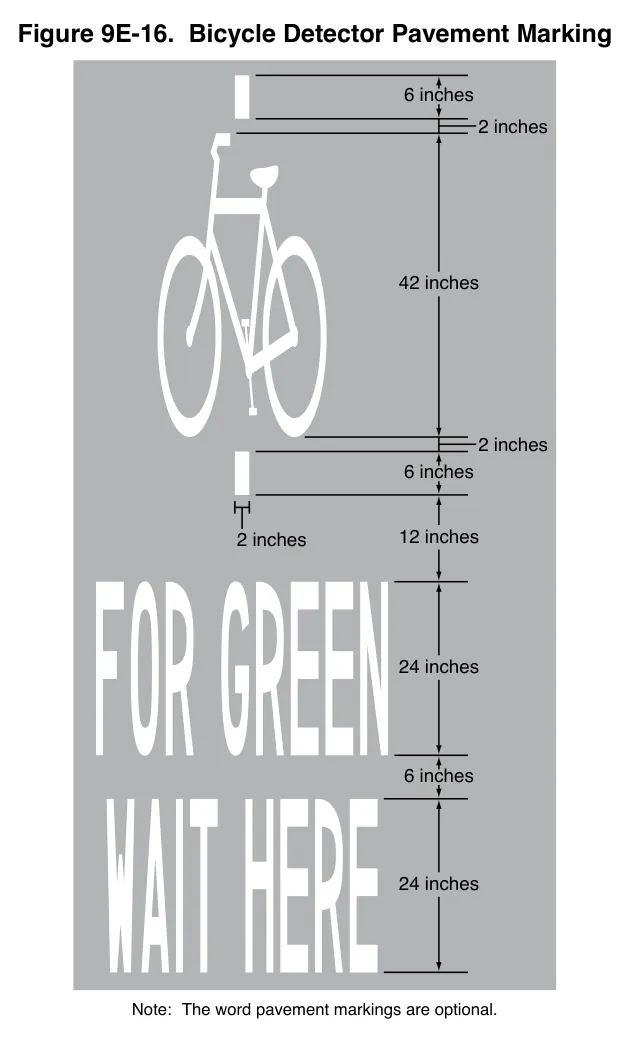 Figure 9E-16.  Bicycle Detector Pavement Marking
6 inches
2 inches
42 inches
2 inches
6 inches
2 inches
12 inches
FOR GREEN
24 inches
6 inches
WAIT HERE
24 inches
Note:  The word pavement markings are optional.